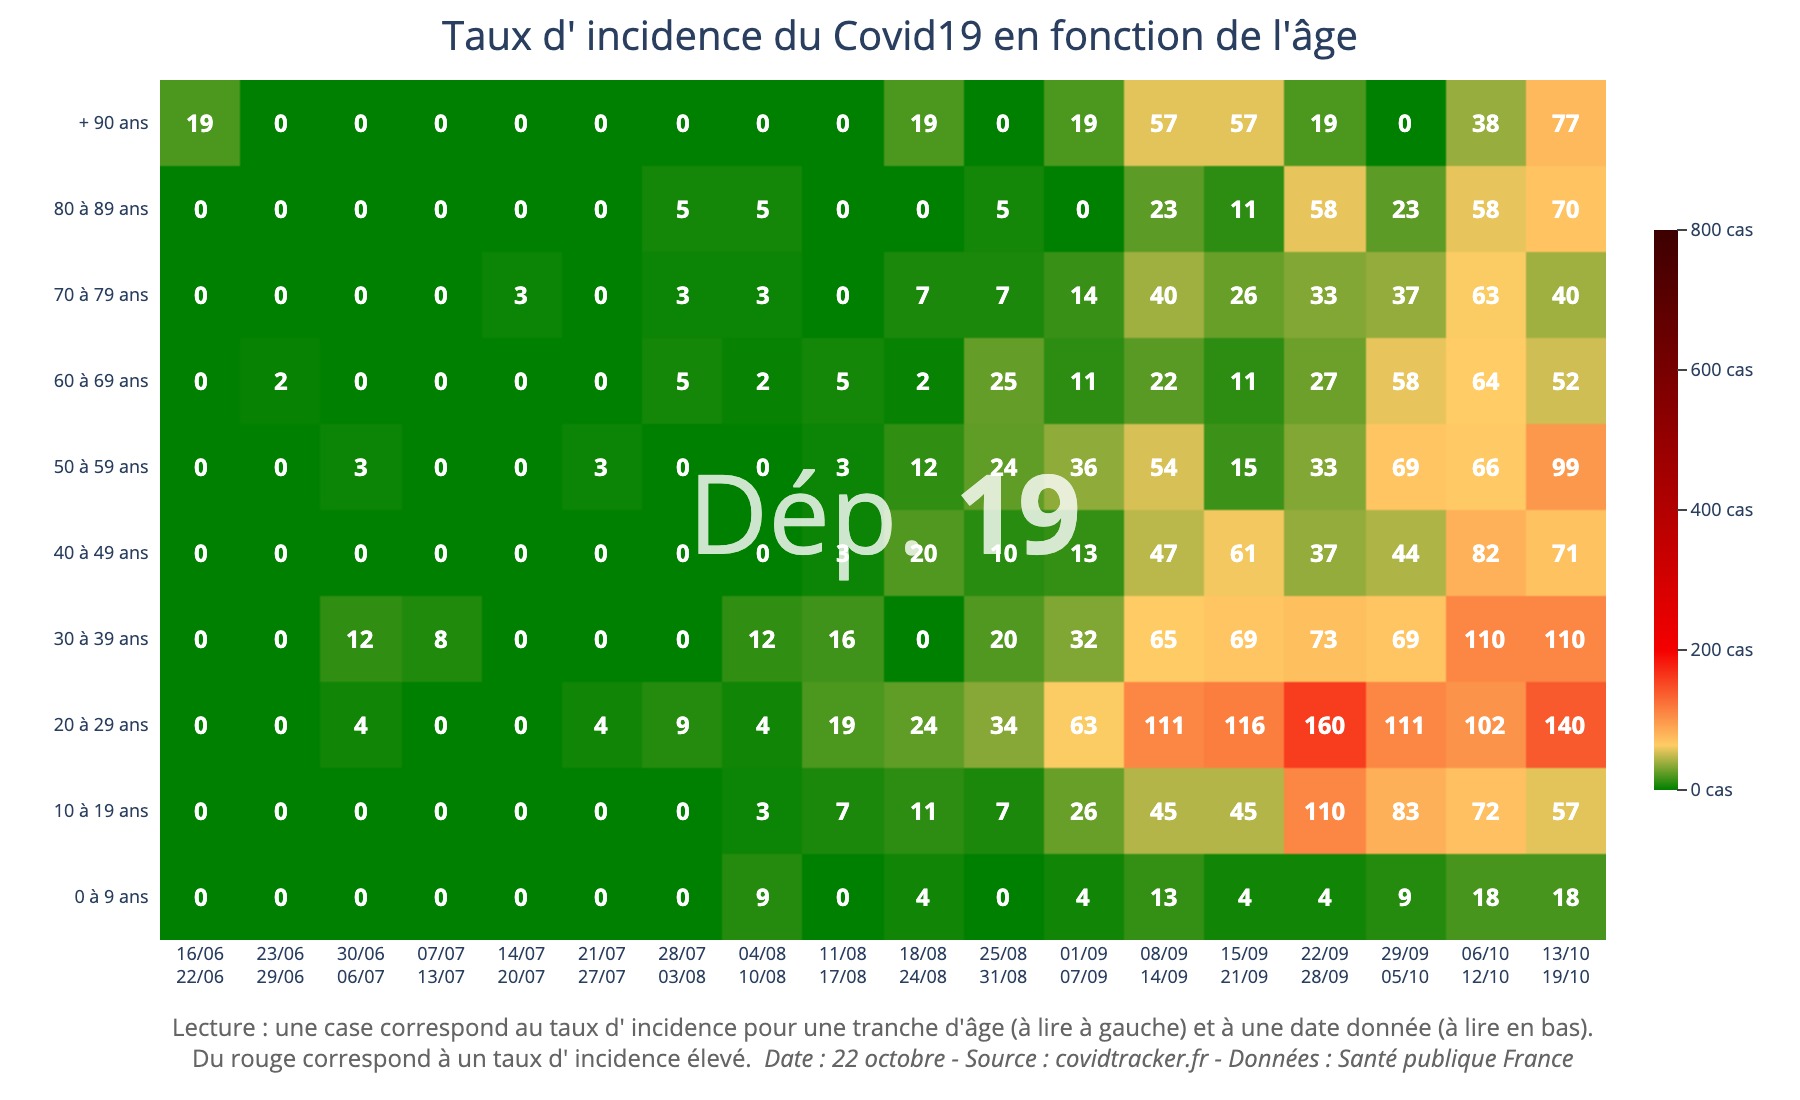 Taux d' incidence du Covid19 en fonction de l'âge
+ 90 ans 19 0 0 0 0 0 0 0 0 19 0 19 57 57 19 0 38 77
80 à 89 ans 0 0 0 0 0 0 5 5 0 0 5 0 23 11 58 23 58 70
70 à 79 ans 0 0 0 0 3 0 3 3 0 7 7 14 40 26 33 37 63 40
60 à 69 ans 0 2 0 0 0 0 5 2 5 2 25 11 22 11 27 58 64 52
50 à 59 ans 0 0 3 0 0 3 0 0 3 12 24 36 54 15 33 69 66 99
Dép. 19
40 à 49 ans 0 0 0 0 0 0 0 0 3 20 10 13 47 61 37 44 82 71
30 à 39 ans 0 0 12 8 0 0 0 12 16 0 20 32 65 69 73 69 110 110
20 à 29 ans 0 0 4 0 0 4 9 4 19 24 34 63 111 116 160 111 102 140
10 à 19 ans 0 0 0 0 0 0 0 3 7 11 7 26 45 45 110 83 72 57
0 à 9 ans 0 0 0 0 0 0 0 9 0 4 0 4 13 4 4 9 18 18
16/06 23/06 30/06 07/07 14/07 21/07 28/07 04/08 11/08 18/08 25/08 01/09 08/09 15/09 22/09 29/09 06/10 13/10
22/06 29/06 06/07 13/07 20/07 27/07 03/08 10/08 17/08 24/08 31/08 07/09 14/09 21/09 28/09 05/10 12/10 19/10
800 cas
600 cas
400 cas
200 cas
0 cas
Lecture : une case correspond au taux d' incidence pour une tranche d'âge (à lire à gauche) et à une date donnée (à lire en bas).
Du rouge correspond à un taux d' incidence élevé. Date : 22 octobre - Source : covidtracker.fr - Données : Santé publique France